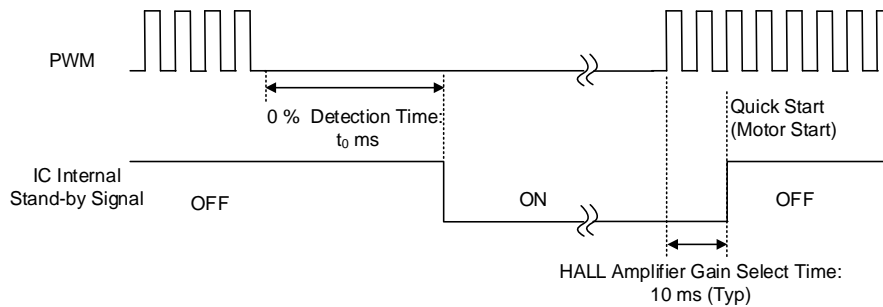 PWM
0 % Detection Time:
t0 ms
Quick Start
(Motor Start)
IC Internal
Stand-by Signal
OFF
ON
OFF
HALL Amplifier Gain Select Time:
10 ms (Typ)